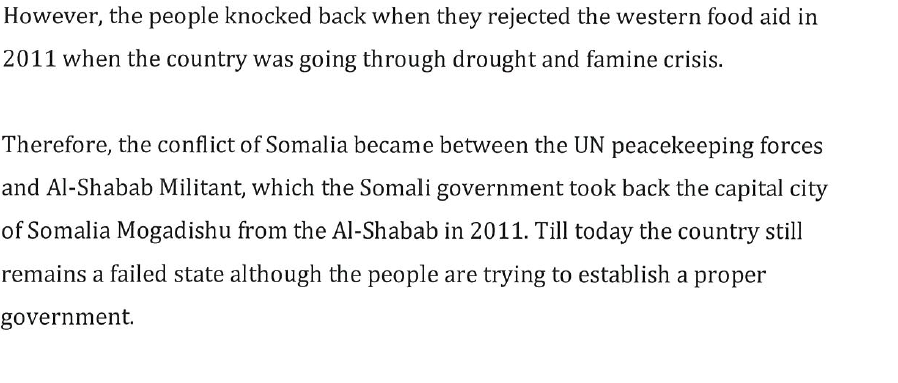 However, the people knocked back when they rejected the western food aid in
2011 when the country was going through drought and famine crisis.
Therefore, the conflict of Somalia became between the UN peacekeeping forces
and Al-Shabab Militant, which the Somali government took back the capital city
of Somalia Mogadishu from the Al-Shabab in 2011. Till today the country still
remains a failed state although the people are trying to establish a proper
government.